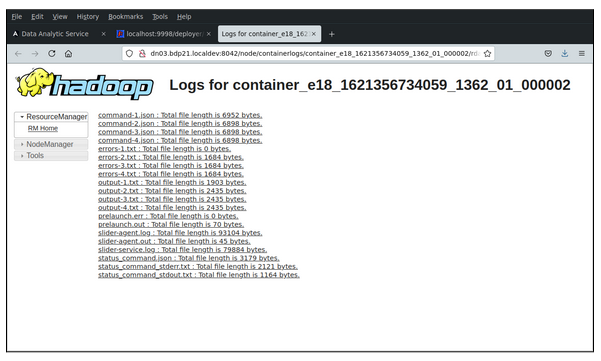 File Edit View History Bookmarks Tools Help
Data Analytic Service × localhost:9998/deployer × Logs for container_e18_162 × +
dn03.bdp21.localdev:8042/node/containerlogs/container_e18_1621356734059_1362_01_000002/rd
hadoop
Logs for container_e18_1621356734059_1362_01_000002
ResourceManager
RM Home
NodeManager
Tools
command-1.json : Total file length is 6952 bytes.
command-2.json : Total file length is 6898 bytes.
command-3.json : Total file length is 6898 bytes.
command-4.json : Total file length is 6898 bytes.
errors-1.txt : Total file length is 0 bytes.
errors-2.txt : Total file length is 1684 bytes.
errors-3.txt : Total file length is 1684 bytes.
errors-4.txt : Total file length is 1684 bytes.
output-1.txt : Total file length is 1903 bytes.
output-2.txt : Total file length is 2435 bytes.
output-3.txt : Total file length is 2435 bytes.
output-4.txt : Total file length is 2435 bytes.
prelaunch.err : Total file length is 0 bytes.
prelaunch.out : Total file length is 70 bytes.
slider-agent.log : Total file length is 93104 bytes.
slider-agent.out : Total file length is 45 bytes.
slider-service.log : Total file length is 79884 bytes.
status_command.json : Total file length is 3179 bytes.
status_command_stderr.txt : Total file length is 2121 bytes.
status_command_stdout.txt : Total file length is 1164 bytes.